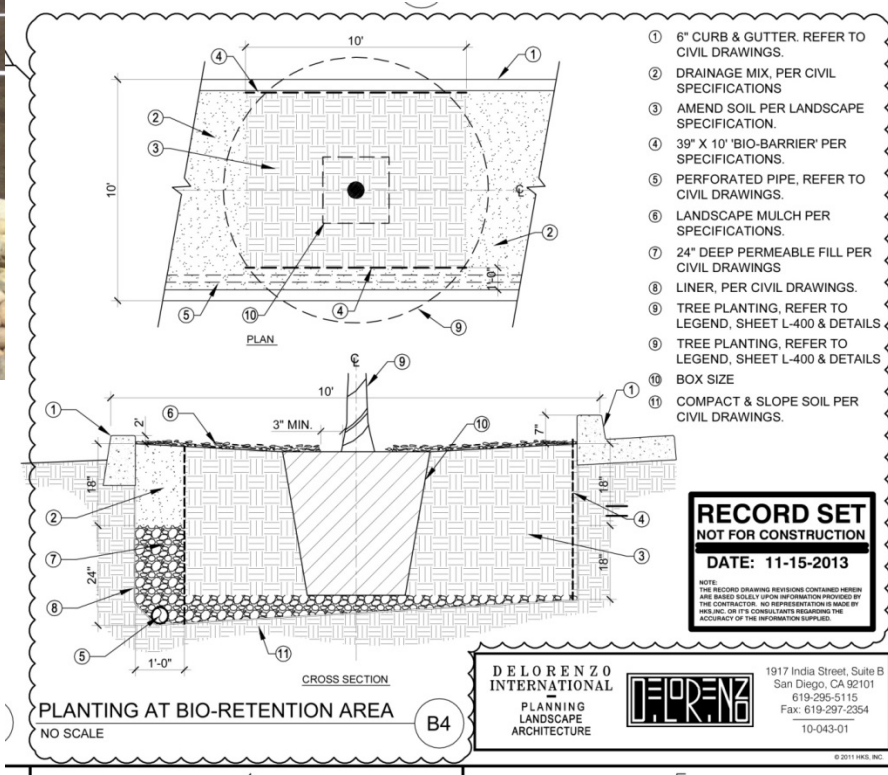 10'
④
①
②
③
10'
℄
②
1'-0"
⑤
⑩
④
⑨
PLAN
℄
⑨
10'
①
①
⑥
2'
3" MIN.
⑩
7"
18"
18"
②
④
⑦
③
24"
18"
⑧
⑤
1'-0"
⑪
CROSS SECTION
PLANTING AT BIO-RETENTION AREA
B4
NO SCALE
① 6" CURB & GUTTER. REFER TO
CIVIL DRAWINGS.
② DRAINAGE MIX, PER CIVIL
SPECIFICATIONS
③ AMEND SOIL PER LANDSCAPE
SPECIFICATION.
④ 39" X 10' 'BIO-BARRIER' PER
SPECIFICATIONS.
⑤ PERFORATED PIPE, REFER TO
CIVIL DRAWINGS.
⑥ LANDSCAPE MULCH PER
SPECIFICATIONS.
⑦ 24" DEEP PERMEABLE FILL PER
CIVIL DRAWINGS
⑧ LINER, PER CIVIL DRAWINGS.
⑨ TREE PLANTING, REFER TO
LEGEND, SHEET L-400 & DETAILS
⑨ TREE PLANTING, REFER TO
LEGEND, SHEET L-400 & DETAILS
⑩ BOX SIZE
⑪ COMPACT & SLOPE SOIL PER
CIVIL DRAWINGS.
RECORD SET
NOT FOR CONSTRUCTION
DATE: 11-15-2013
NOTE:
THE RECORD DRAWING REVISIONS CONTAINED HEREIN
ARE BASED SOLELY UPON INFORMATION PROVIDED BY
THE CONTRACTOR. NO REPRESENTATION IS MADE BY
HKS,INC. OR IT'S CONSULTANTS REGARDING THE
ACCURACY OF THE INFORMATION SUPPLIED.
DELORENZO
INTERNATIONAL
PLANNING
LANDSCAPE
ARCHITECTURE
DELORENZO
1917 India Street, Suite B
San Diego, CA 92101
619-295-5115
Fax: 619-297-2354
10-043-01
© 2011 HKS, INC.